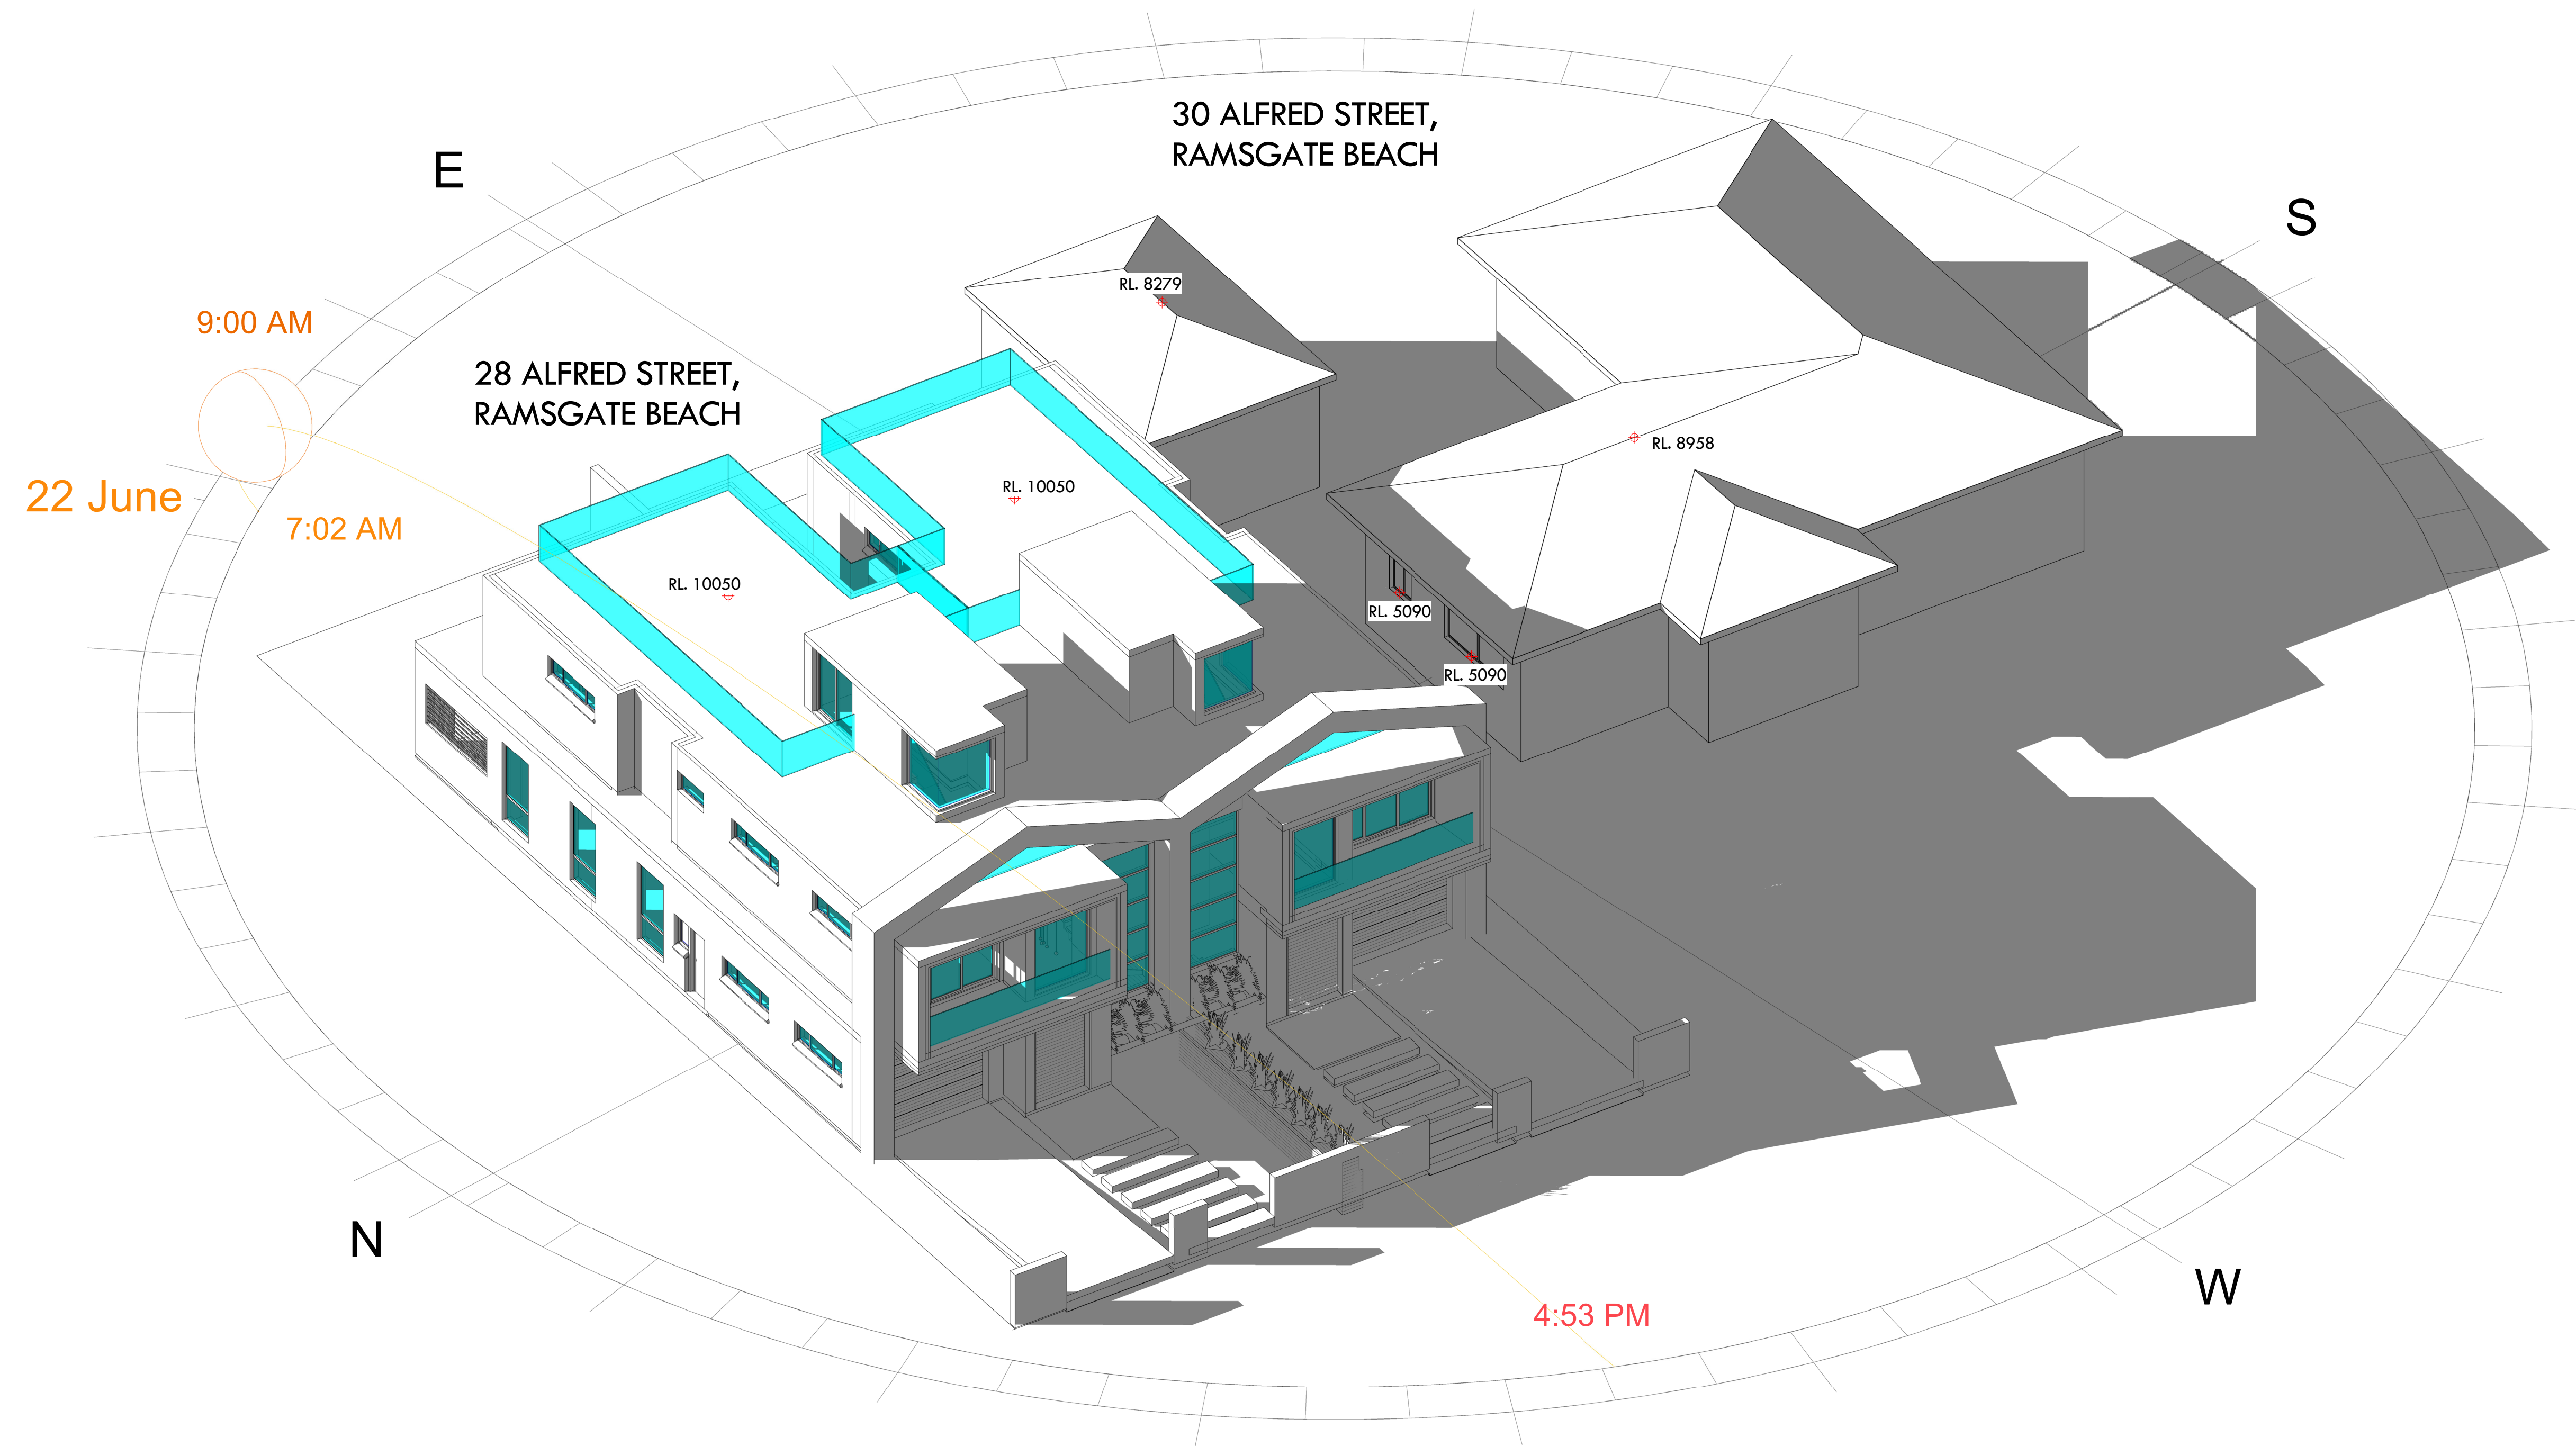 30 ALFRED STREET,
RAMSGATE BEACH
E
S
RL. 8279
9:00 AM
28 ALFRED STREET,
RAMSGATE BEACH
RL. 8958
RL. 10050
22 June
7:02 AM
RL. 10050
RL. 5090
RL. 5090
N
W
4:53 PM